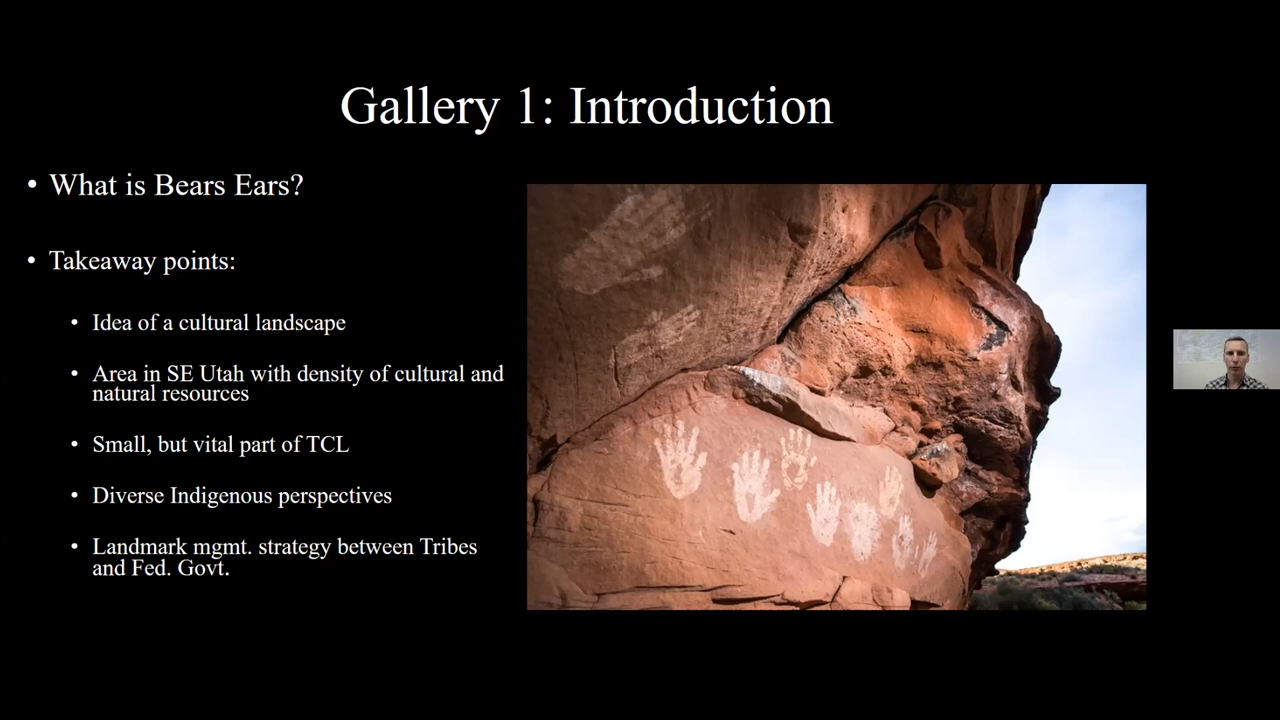 Gallery 1: Introduction
• What is Bears Ears?
• Takeaway points:
• Idea of a cultural landscape
• Area in SE Utah with density of cultural and
natural resources
• Small, but vital part of TCL
• Diverse Indigenous perspectives
• Landmark mgmt. strategy between Tribes
and Fed. Govt.